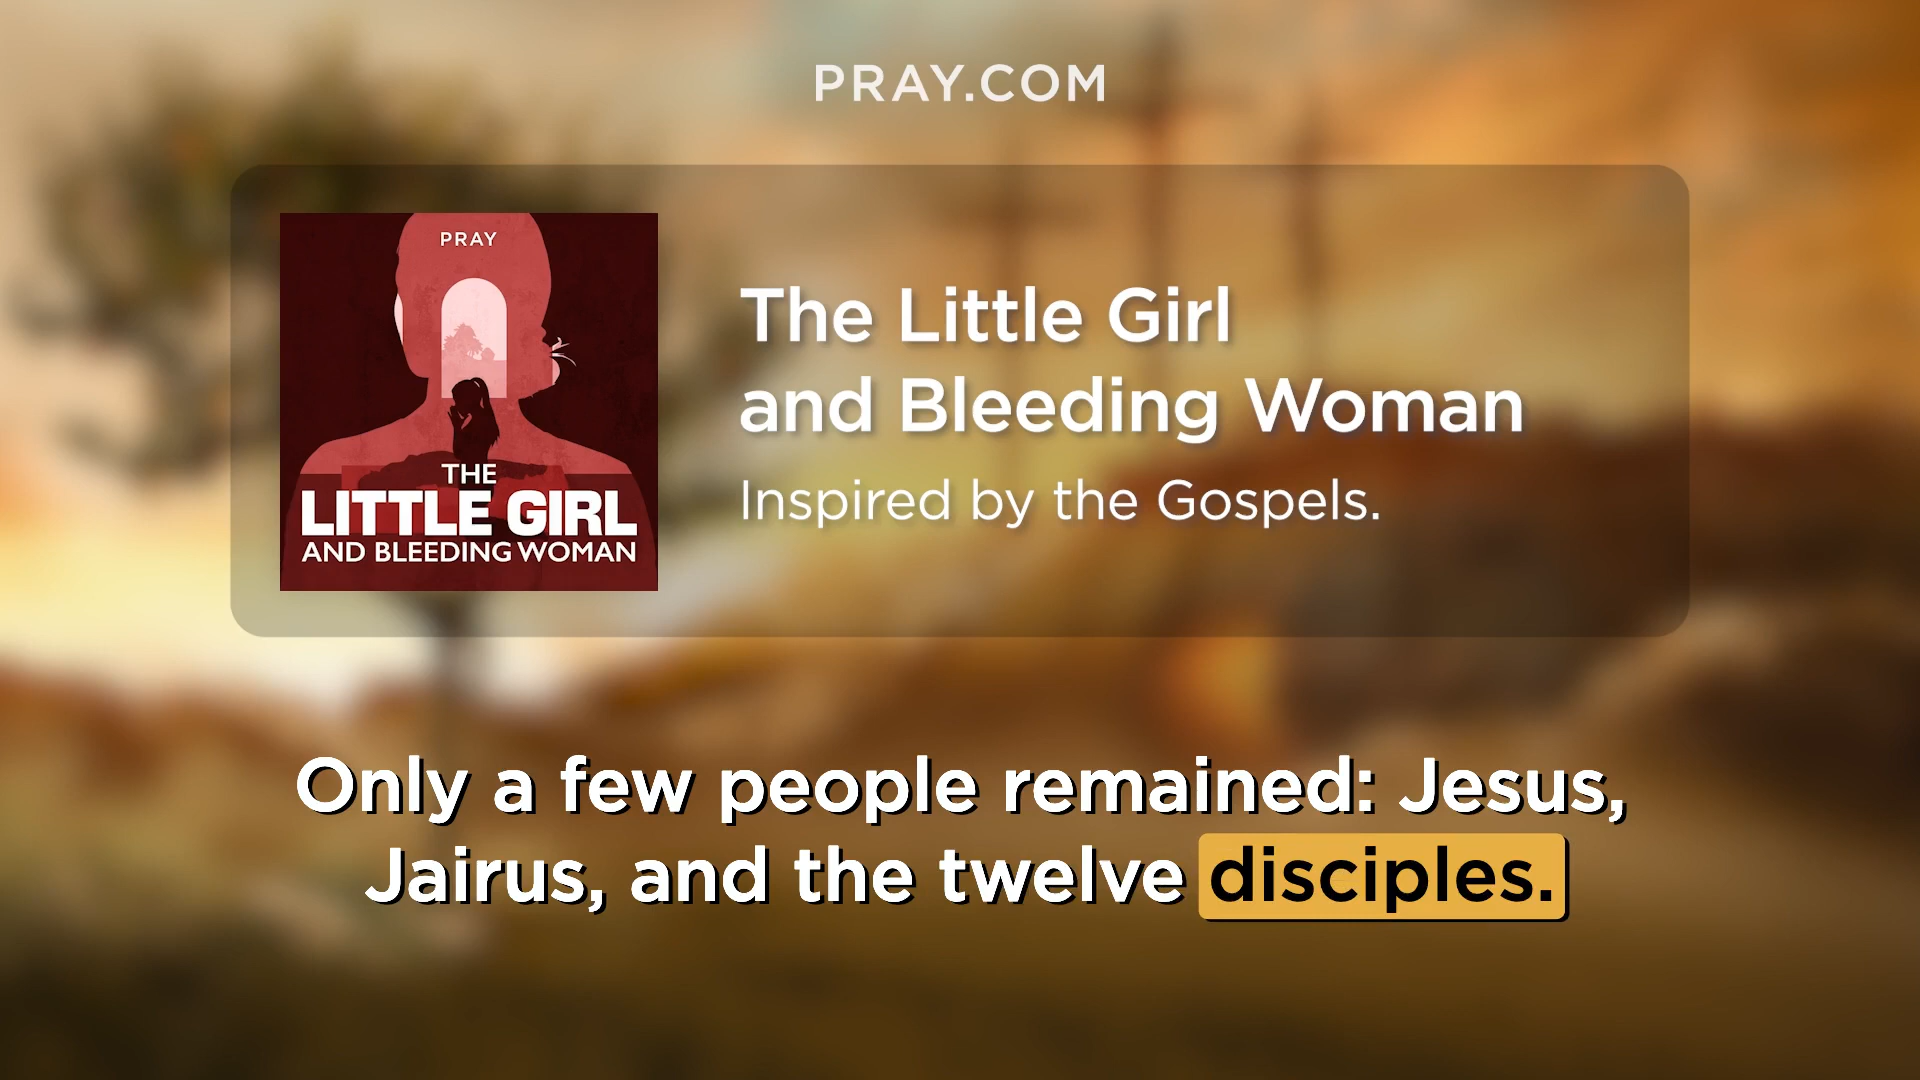 PRAY.COM
PRAY
THE
LITTLE GIRL
AND BLEEDING WOMAN
The Little Girl
and Bleeding Woman
Inspired by the Gospels.
Only a few people remained: Jesus,
Jairus, and the twelve disciples.